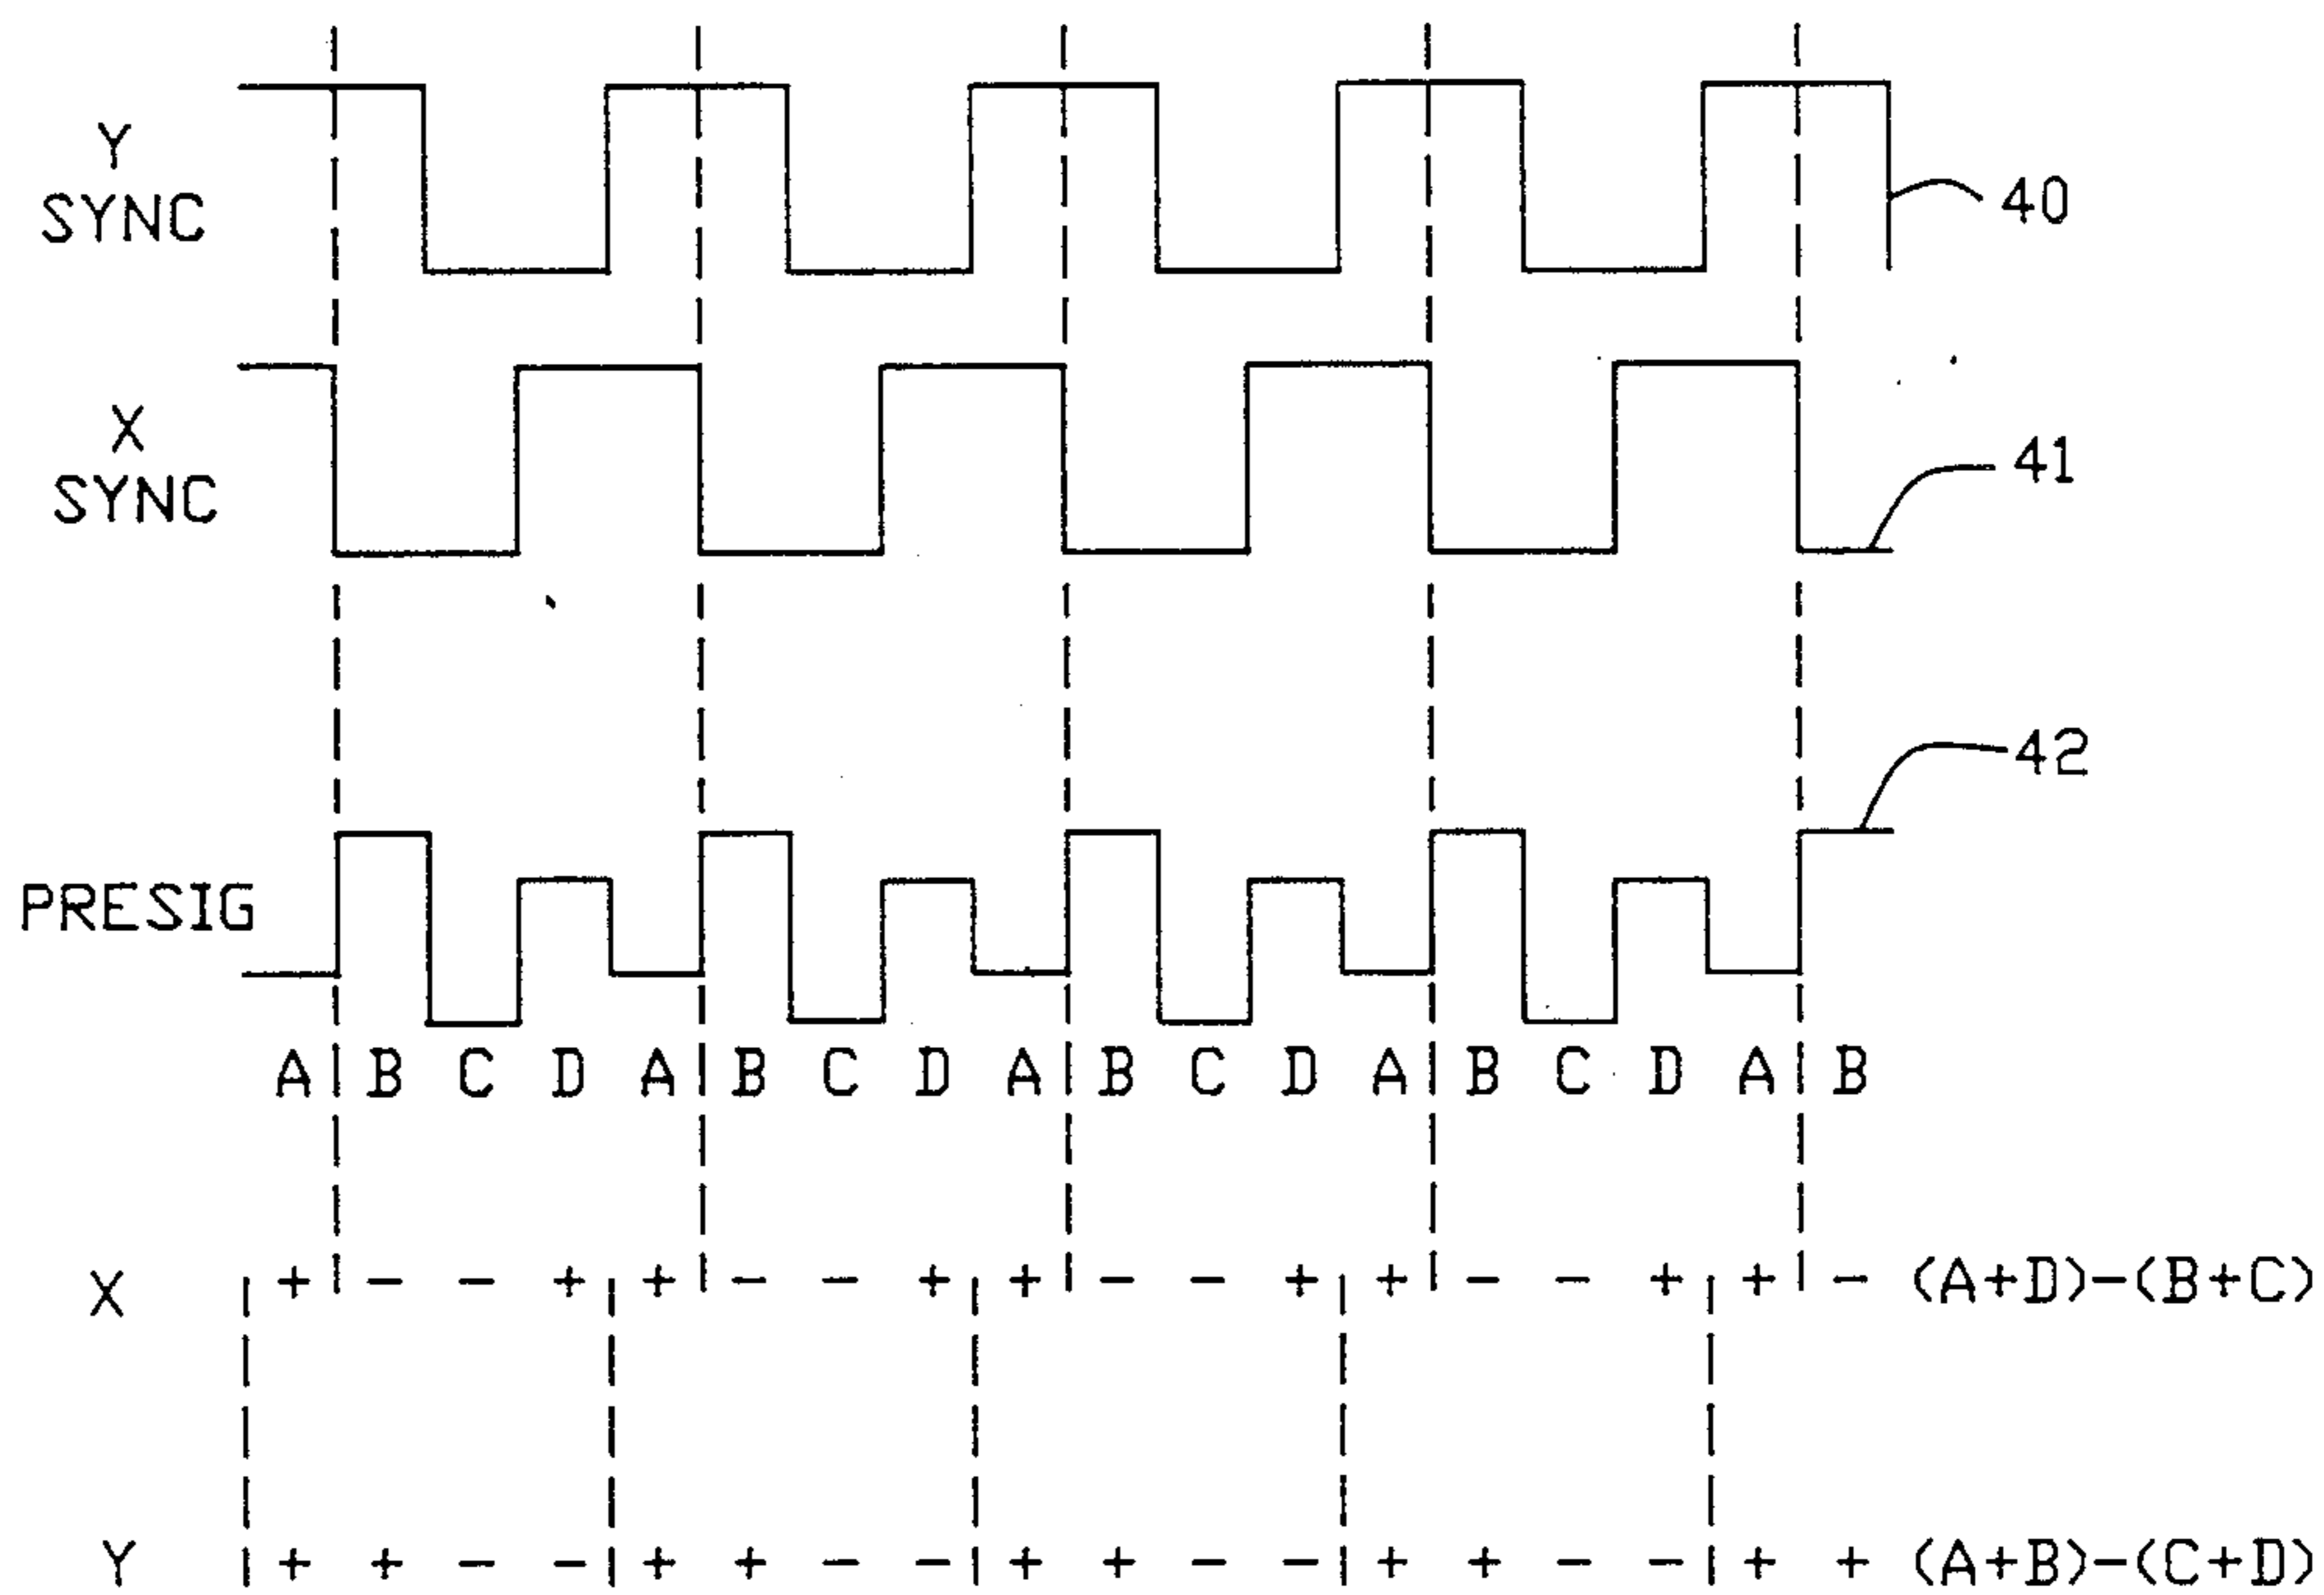 Y
SYNC
40
X
SYNC
41
42
PRESIG
A B C D A B C D A B C D A B C D A B
X + - - + + - - + + - - + + - - + + - (A+D)-(B+C)
Y + + - - + + - - + + - - + + - - + + (A+B)-(C+D)